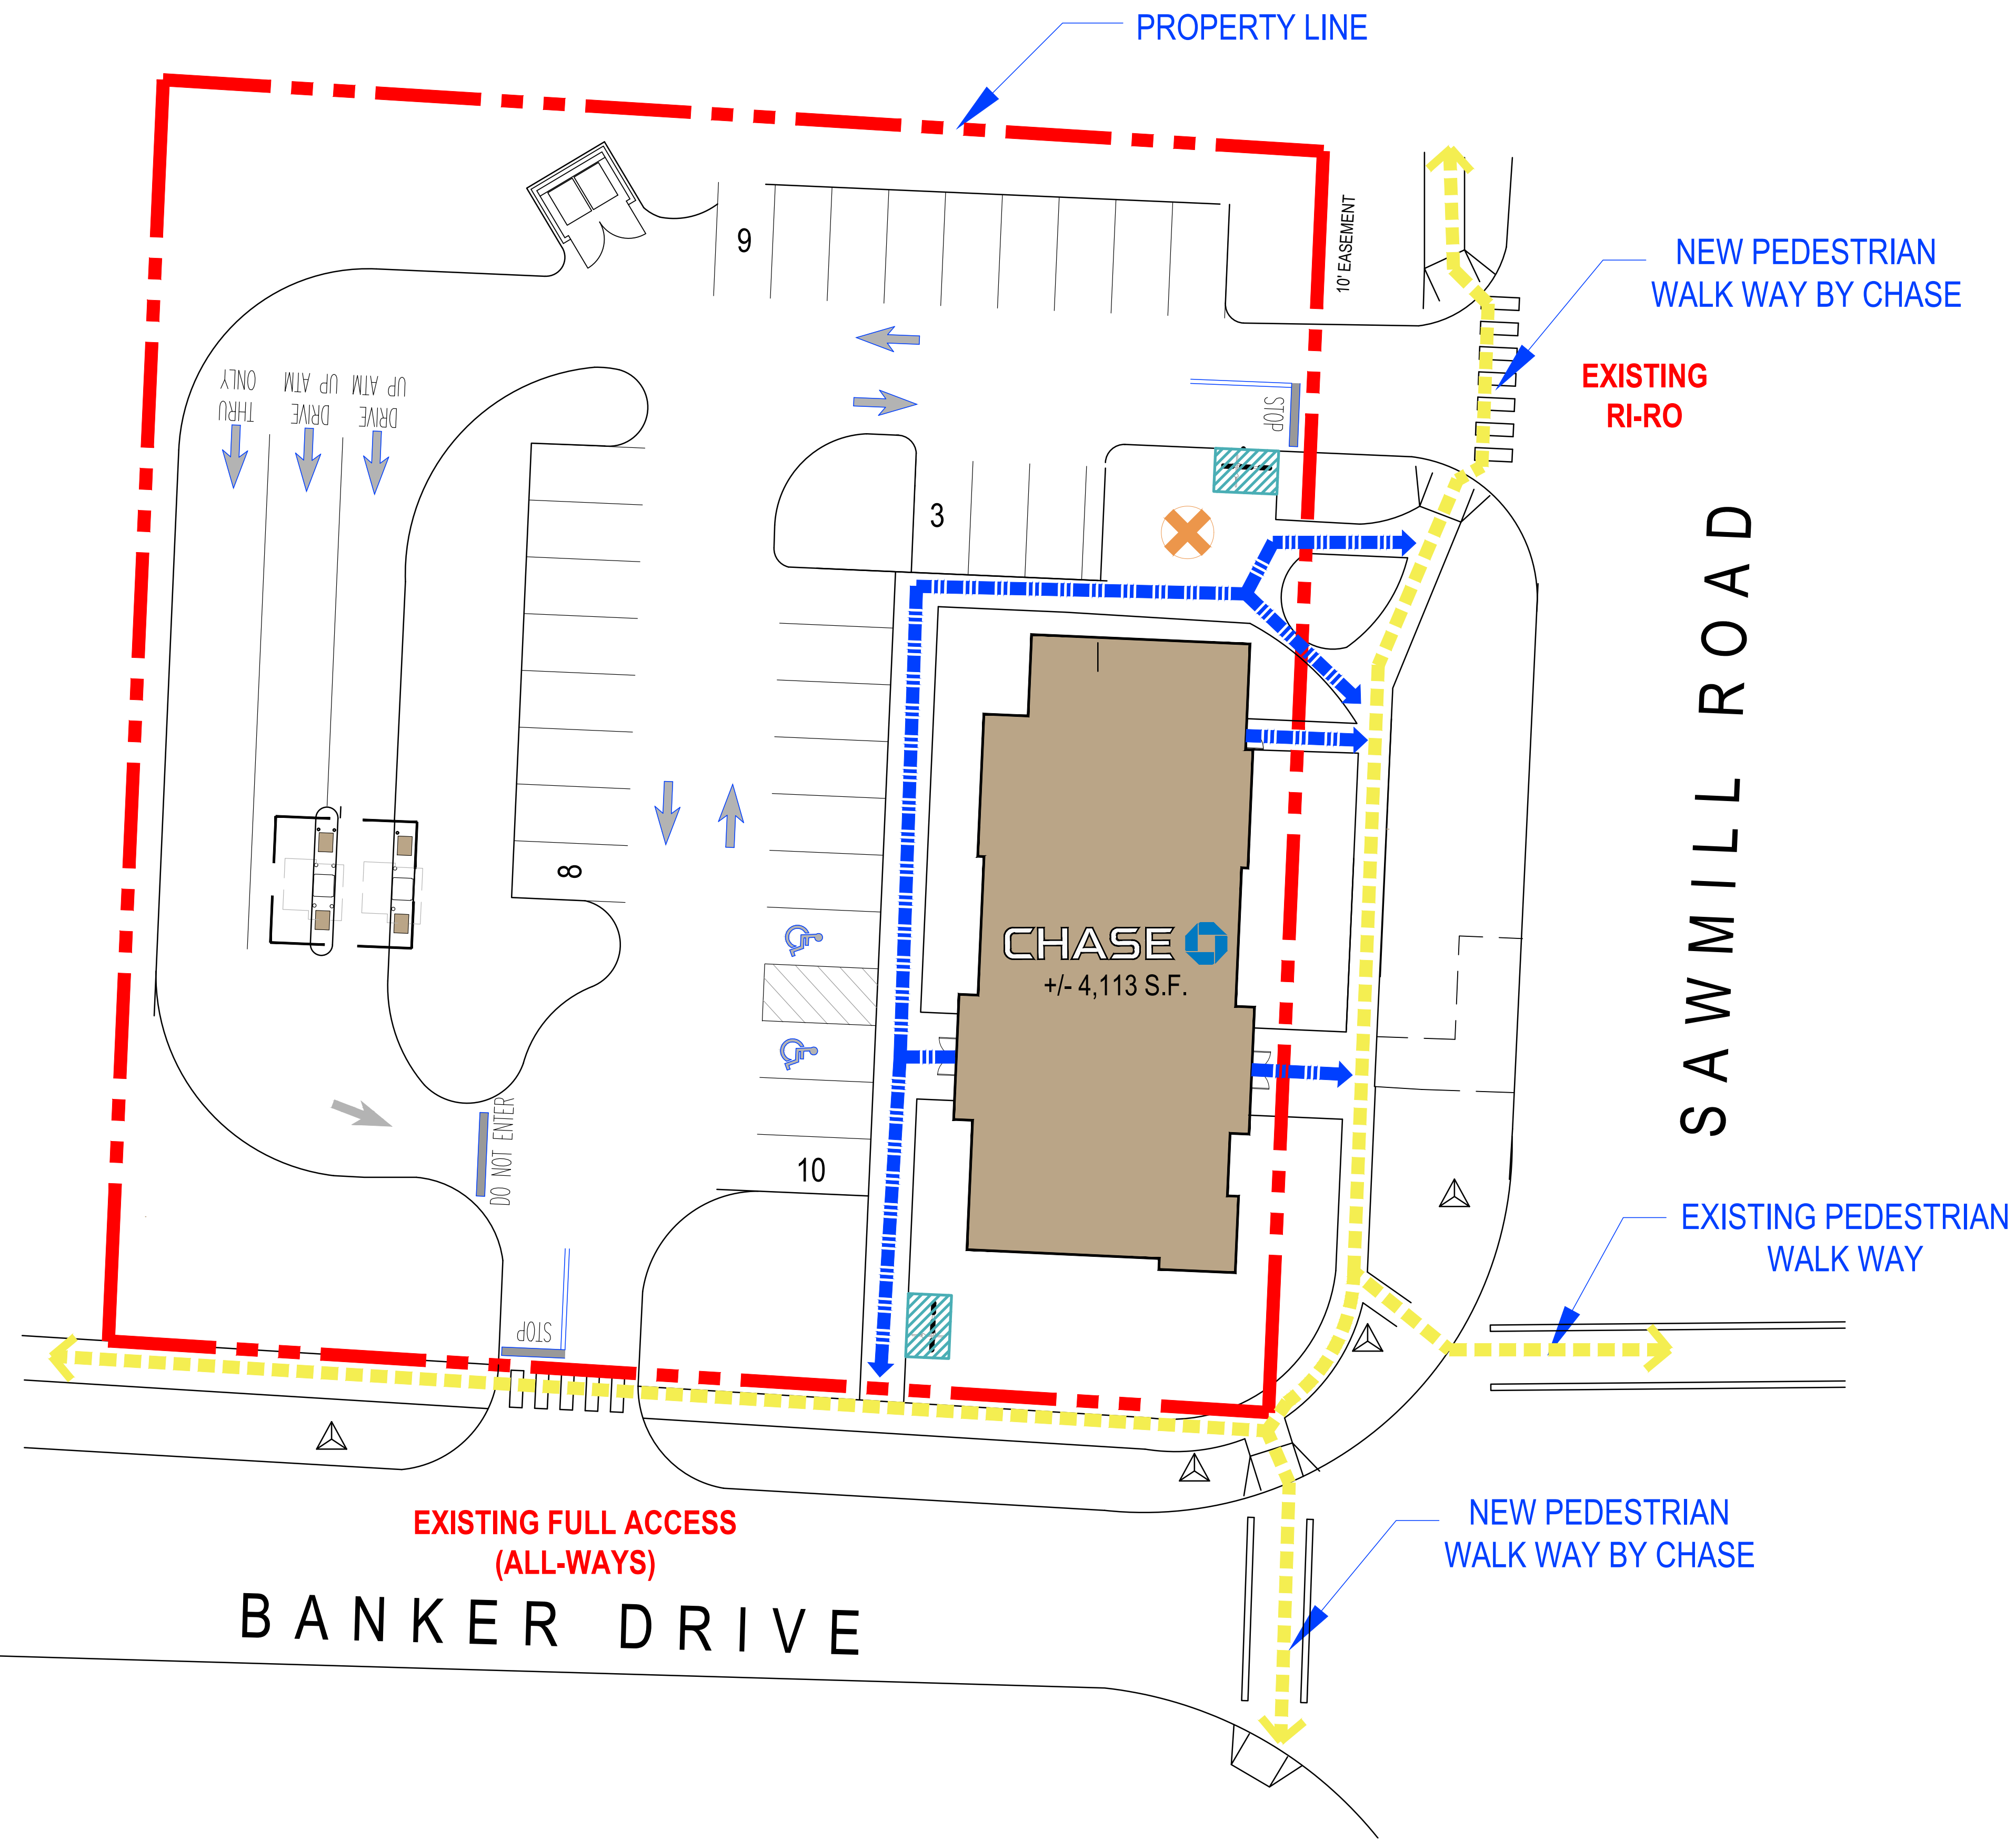 PROPERTY LINE
10' EASEMENT
NEW PEDESTRIAN
WALK WAY BY CHASE
9
EXISTING
RI-RO
THRU
ONLY
DRIVE
UP ATM
DRIVE
UP ATM
STOP
3
SAWMILL ROAD
8
CHASE
+/- 4,113 S.F.
DO NOT ENTER
10
EXISTING PEDESTRIAN
WALK WAY
STOP
EXISTING FULL ACCESS
(ALL-WAYS)
NEW PEDESTRIAN
WALK WAY BY CHASE
BANKER DRIVE